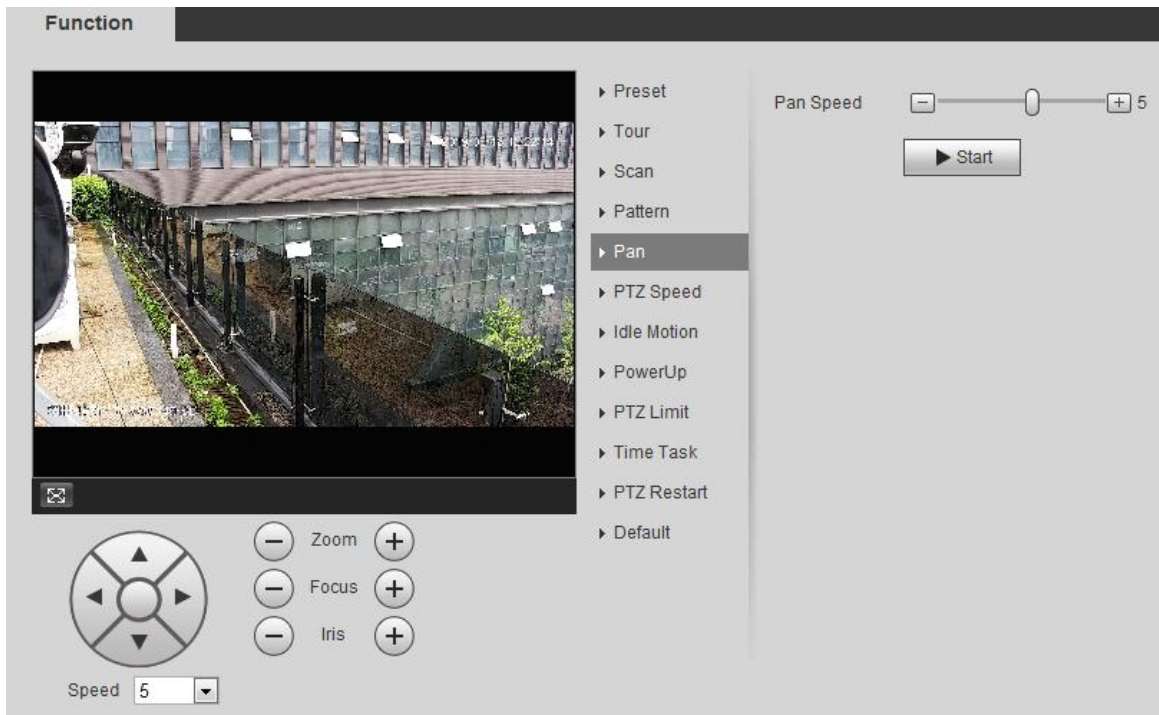 Function
Preset
Tour
Scan
Pattern
Pan
PTZ Speed
Idle Motion
PowerUp
PTZ Limit
Time Task
PTZ Restart
Default
Pan Speed
5
Start
Zoom
Focus
Iris
Speed 5